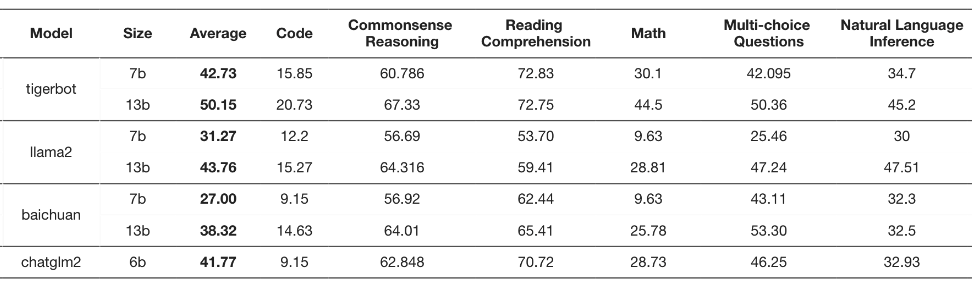 Model Size Average Code Commonsense Reasoning Reading Comprehension Math Multi-choice Questions Natural Language Inference
tigerbot 7b 42.73 15.85 60.786 72.83 30.1 42.095 34.7
13b 50.15 20.73 67.33 72.75 44.5 50.36 45.2
llama2 7b 31.27 12.2 56.69 53.70 9.63 25.46 30
13b 43.76 15.27 64.316 59.41 28.81 47.24 47.51
baichuan 7b 27.00 9.15 56.92 62.44 9.63 43.11 32.3
13b 38.32 14.63 64.01 65.41 25.78 53.30 32.5
chatglm2 6b 41.77 9.15 62.848 70.72 28.73 46.25 32.93